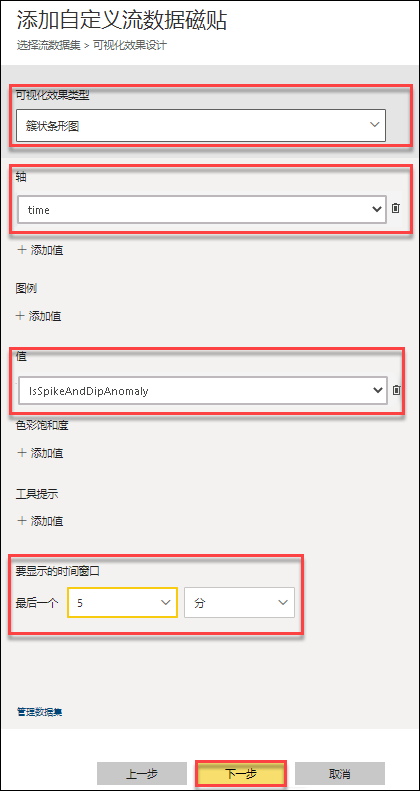 添加自定义流数据磁贴
选择流数据集 > 可视化效果设计
可视化效果类型
簇状条形图
轴
time
+ 添加值
图例
+ 添加值
值
IsSpikeAndDipAnomaly
色彩饱和度
+ 添加值
工具提示
+ 添加值
要显示的时间窗口
最后一个 5 分
管理数据集
上一步 下一步 取消